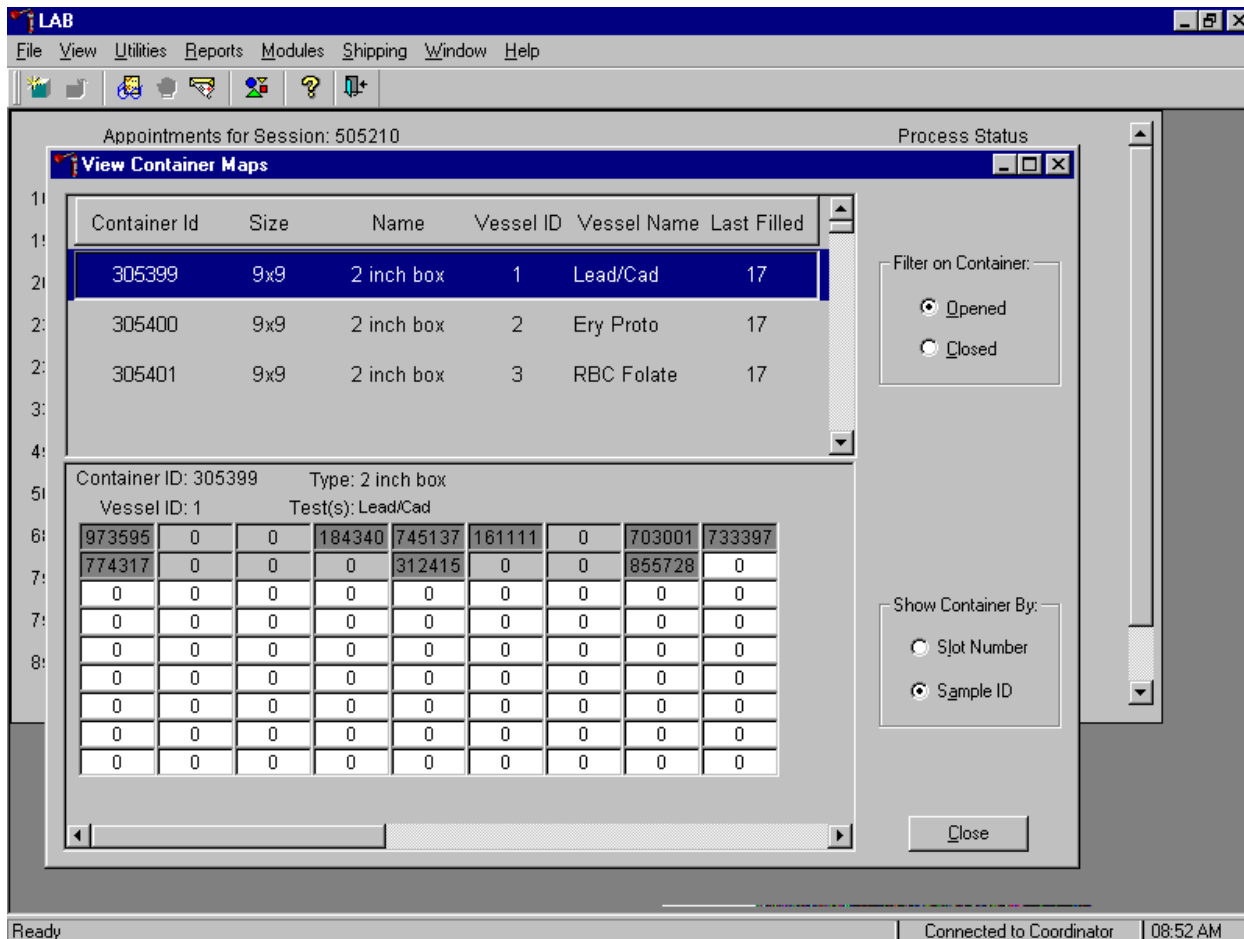 LAB
File View Utilities Reports Modules Shipping Window Help
Appointments for Session: 505210 Process Status
View Container Maps
Container Id Size Name Vessel ID Vessel Name Last Filled
305399 9x9 2 inch box 1 Lead/Cad 17
305400 9x9 2 inch box 2 Ery Proto 17
305401 9x9 2 inch box 3 RBC Folate 17
Filter on Container:
Opened
Closed
Container ID: 305399 Type: 2 inch box
Vessel ID: 1 Test(s): Lead/Cad
973595 0 0 184340 745137 161111 0 703001 733397
774317 0 0 0 312415 0 0 855728 0
0 0 0 0 0 0 0 0 0
0 0 0 0 0 0 0 0 0
0 0 0 0 0 0 0 0 0
0 0 0 0 0 0 0 0 0
0 0 0 0 0 0 0 0 0
0 0 0 0 0 0 0 0 0
0 0 0 0 0 0 0 0 0
Show Container By:
Slot Number
Sample ID
Close
Ready Connected to Coordinator 08:52 AM